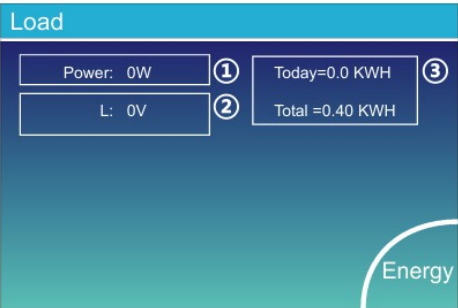 Load
Power: 0W ①
Today=0.0 KWH ③
L: 0V ②
Total =0.40 KWH
Energy